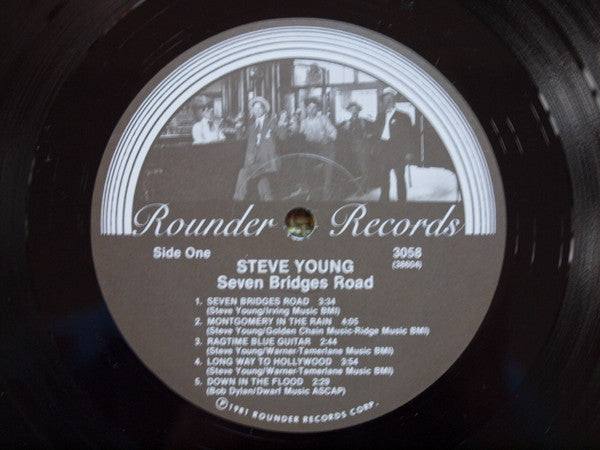 Rounder Records
Side One
3058
(38604)
STEVE YOUNG
Seven Bridges Road
1. SEVEN BRIDGES ROAD 3:34
(Steve Young/Irving Music BMI)
2. MONTGOMERY IN THE RAIN 4:05
(Steve Young/Golden Chain Music-Ridge Music BMI)
3. RAGTIME BLUE GUITAR 2:44
(Steve Young/Warner-Tamerlane Music BMI)
4. LONG WAY TO HOLLYWOOD 3:54
(Steve Young/Warner-Tamerlane Music BMI)
5. DOWN IN THE FLOOD 2:29
(Bob Dylan/Dwarf Music ASCAP)
℗ 1981 ROUNDER RECORDS CORP.